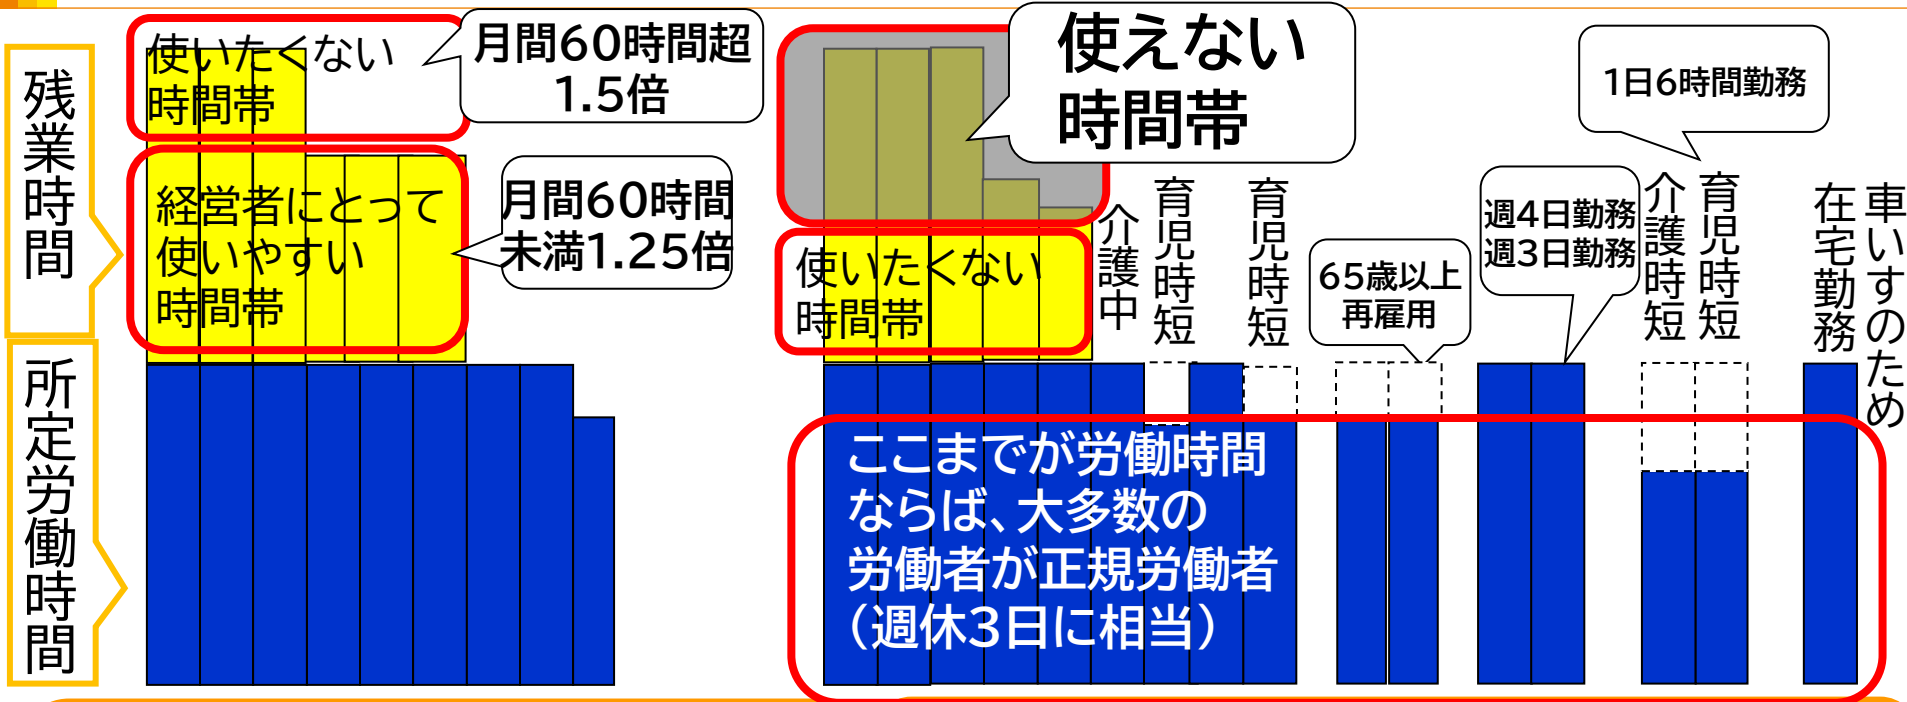 残業時間
所定労働時間
使いたくない
時間帯
月間60時間超
1.5倍
経営者にとって
使いやすい
時間帯
月間60時間
未満1.25倍
使えない
時間帯
使いたくない
時間帯
介護中
育児時短
育児時短
65歳以上
再雇用
週4日勤務
週3日勤務
1日6時間勤務
介護時短
育児時短
車いすのため
在宅勤務
ここまでが労働時間
ならば、大多数の
労働者が正規労働者
（週休3日に相当）